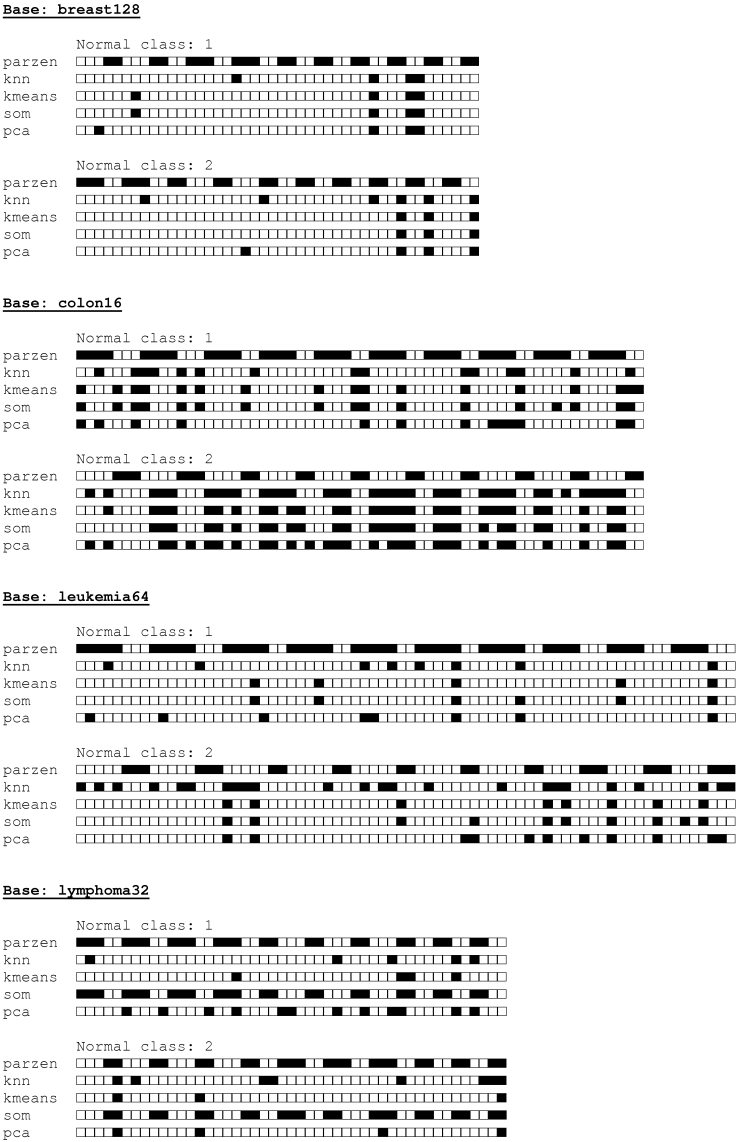 Base: breast128
Normal class: 1
parzen
knn
kmeans
som
pca
Normal class: 2
parzen
knn
kmeans
som
pca
Base: colon16
Normal class: 1
parzen
knn
kmeans
som
pca
Normal class: 2
parzen
knn
kmeans
som
pca
Base: leukemia64
Normal class: 1
parzen
knn
kmeans
som
pca
Normal class: 2
parzen
knn
kmeans
som
pca
Base: lymphoma32
Normal class: 1
parzen
knn
kmeans
som
pca
Normal class: 2
parzen
knn
kmeans
som
pca